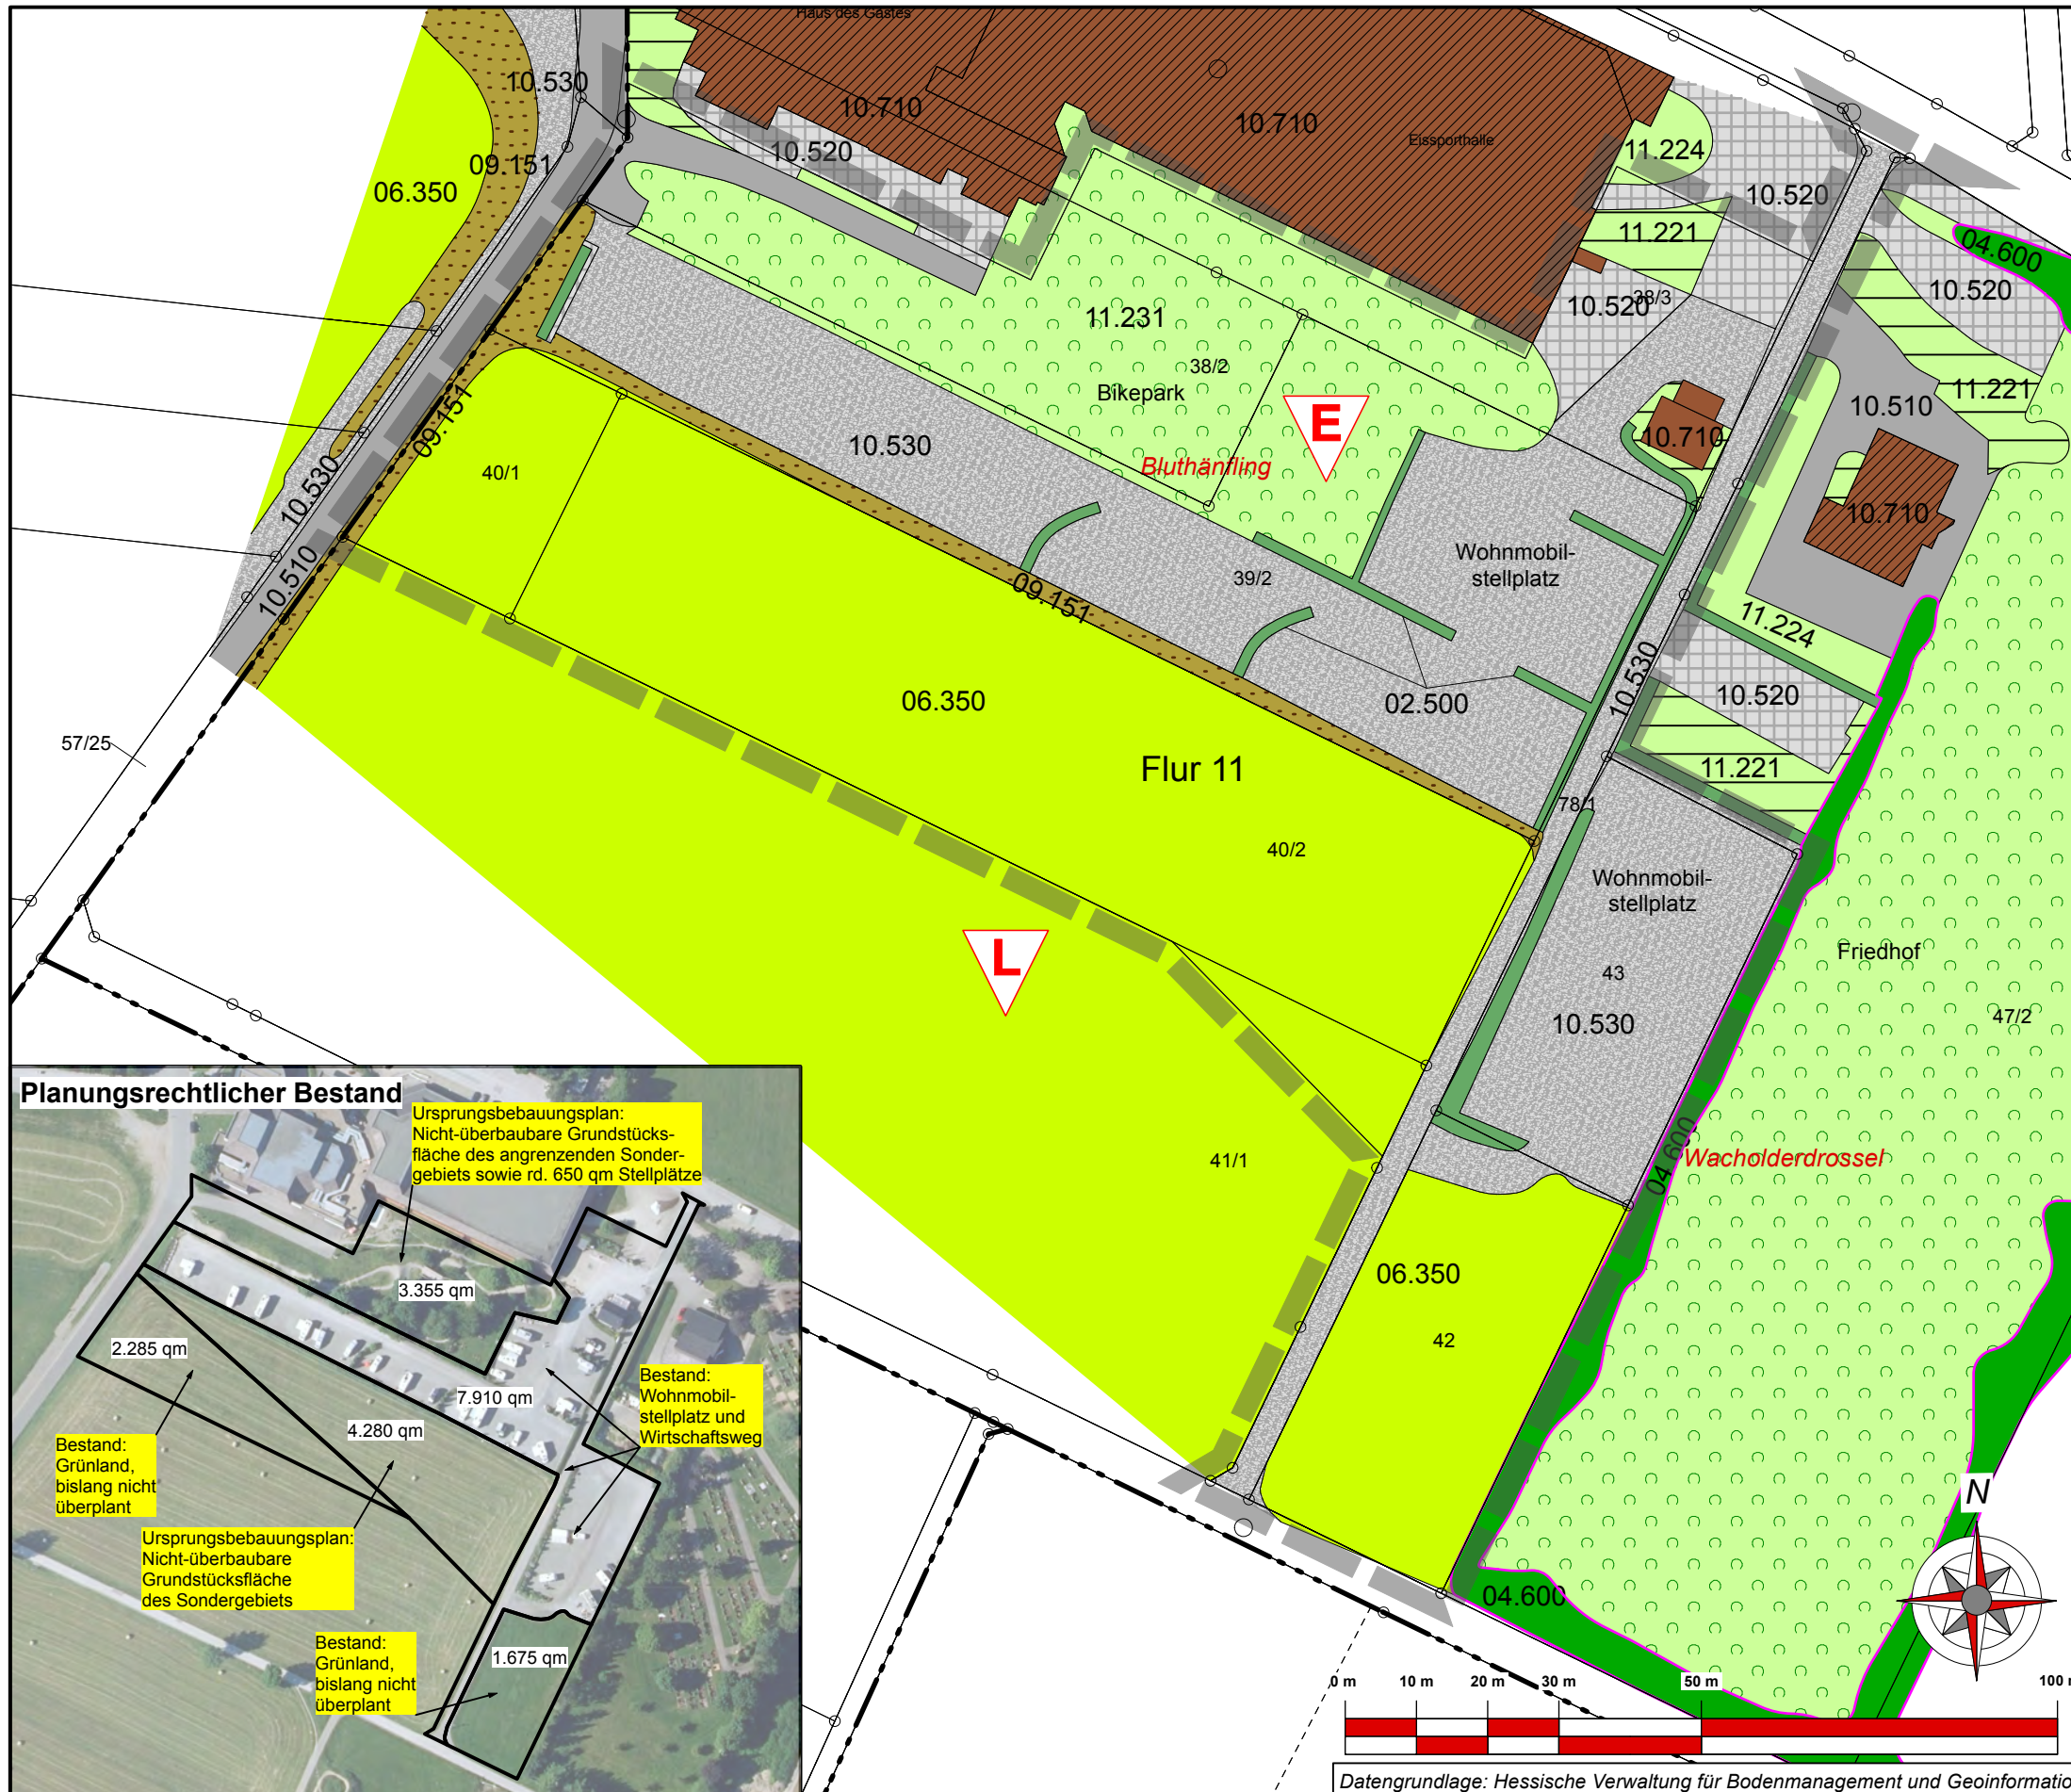 Haus des Gastes
10.530
10.710
10.710
Eissporthalle
10.520
11.224
09.151
06.350
10.520
11.221
04.600
10.520
10.520
38/3
11.231
38/2
Bikepark
11.221
10.510
E
10.710
10.530
Bluthänfling
09.151
40/1
10.530
10.710
Wohnmobil-
stellplatz
10.510
39/2
09.151
11.224
10.530
10.520
02.500
06.350
57/25
Flur 11
11.221
78/1
40/2
Wohnmobil-
stellplatz
L
Friedhof
43
47/2
10.530
04.600
Wacholderdrossel
41/1
06.350
42
04.600
N
Planungsrechtlicher Bestand
Ursprungsbebauungsplan:
Nicht-überbaubare Grundstücks-
fläche des angrenzenden Sonder-
gebiets sowie rd. 650 qm Stellplätze
3.355 qm
2.285 qm
7.910 qm
Bestand:
Wohnmobil-
stellplatz und
Wirtschaftsweg
4.280 qm
Bestand:
Grünland,
bislang nicht
überplant
Ursprungsbebauungsplan:
Nicht-überbaubare
Grundstücksfläche
des Sondergebiets
Bestand:
Grünland,
bislang nicht
überplant
1.675 qm
0 m 10 m 20 m 30 m 50 m 100 m
Datengrundlage: Hessische Verwaltung für Bodenmanagement und Geoinformatio